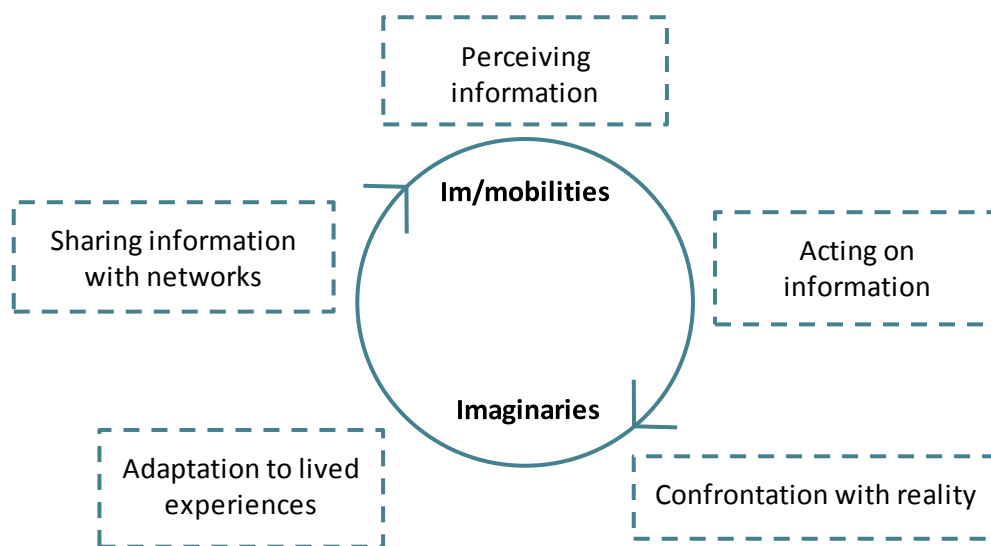 Perceiving
information
Im/mobilities
Sharing information
with networks
Acting on
information
Imaginaries
Adaptation to lived
experiences
Confrontation with reality